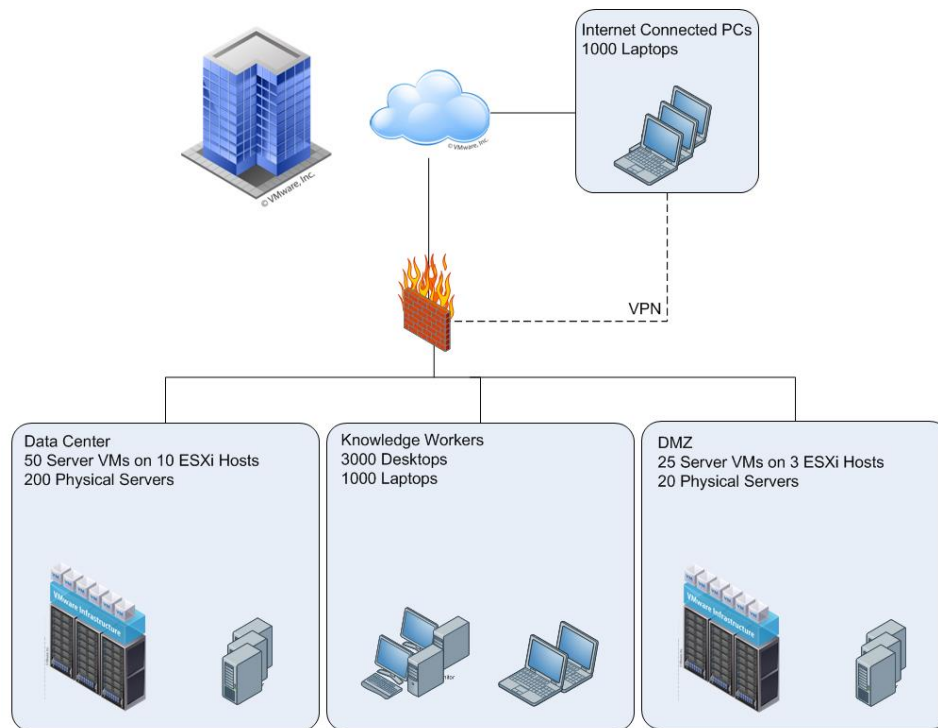 Internet Connected PCs
1000 Laptops
© VMware, Inc.
© VMware, Inc.
VPN
Data Center
50 Server VMs on 10 ESXi Hosts
200 Physical Servers
Knowledge Workers
3000 Desktops
1000 Laptops
DMZ
25 Server VMs on 3 ESXi Hosts
20 Physical Servers
VMware Infrastructure
VMware Infrastructure